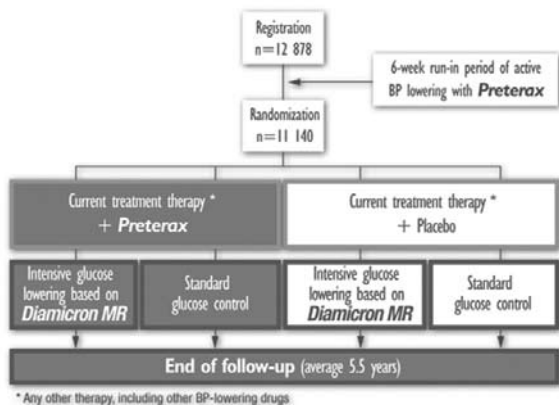 Registration
n=12 878
6-week run-in period of active
BP lowering with Preterax
Randomization
n=11 140
Current treatment therapy *
+ Preterax
Current treatment therapy *
+ Placebo
Intensive glucose
lowering based on
Diamicron MR
Standard
glucose control
Intensive glucose
lowering based on
Diamicron MR
Standard
glucose control
End of follow-up (average 5.5 years)
* Any other therapy, including other BP-lowering drugs